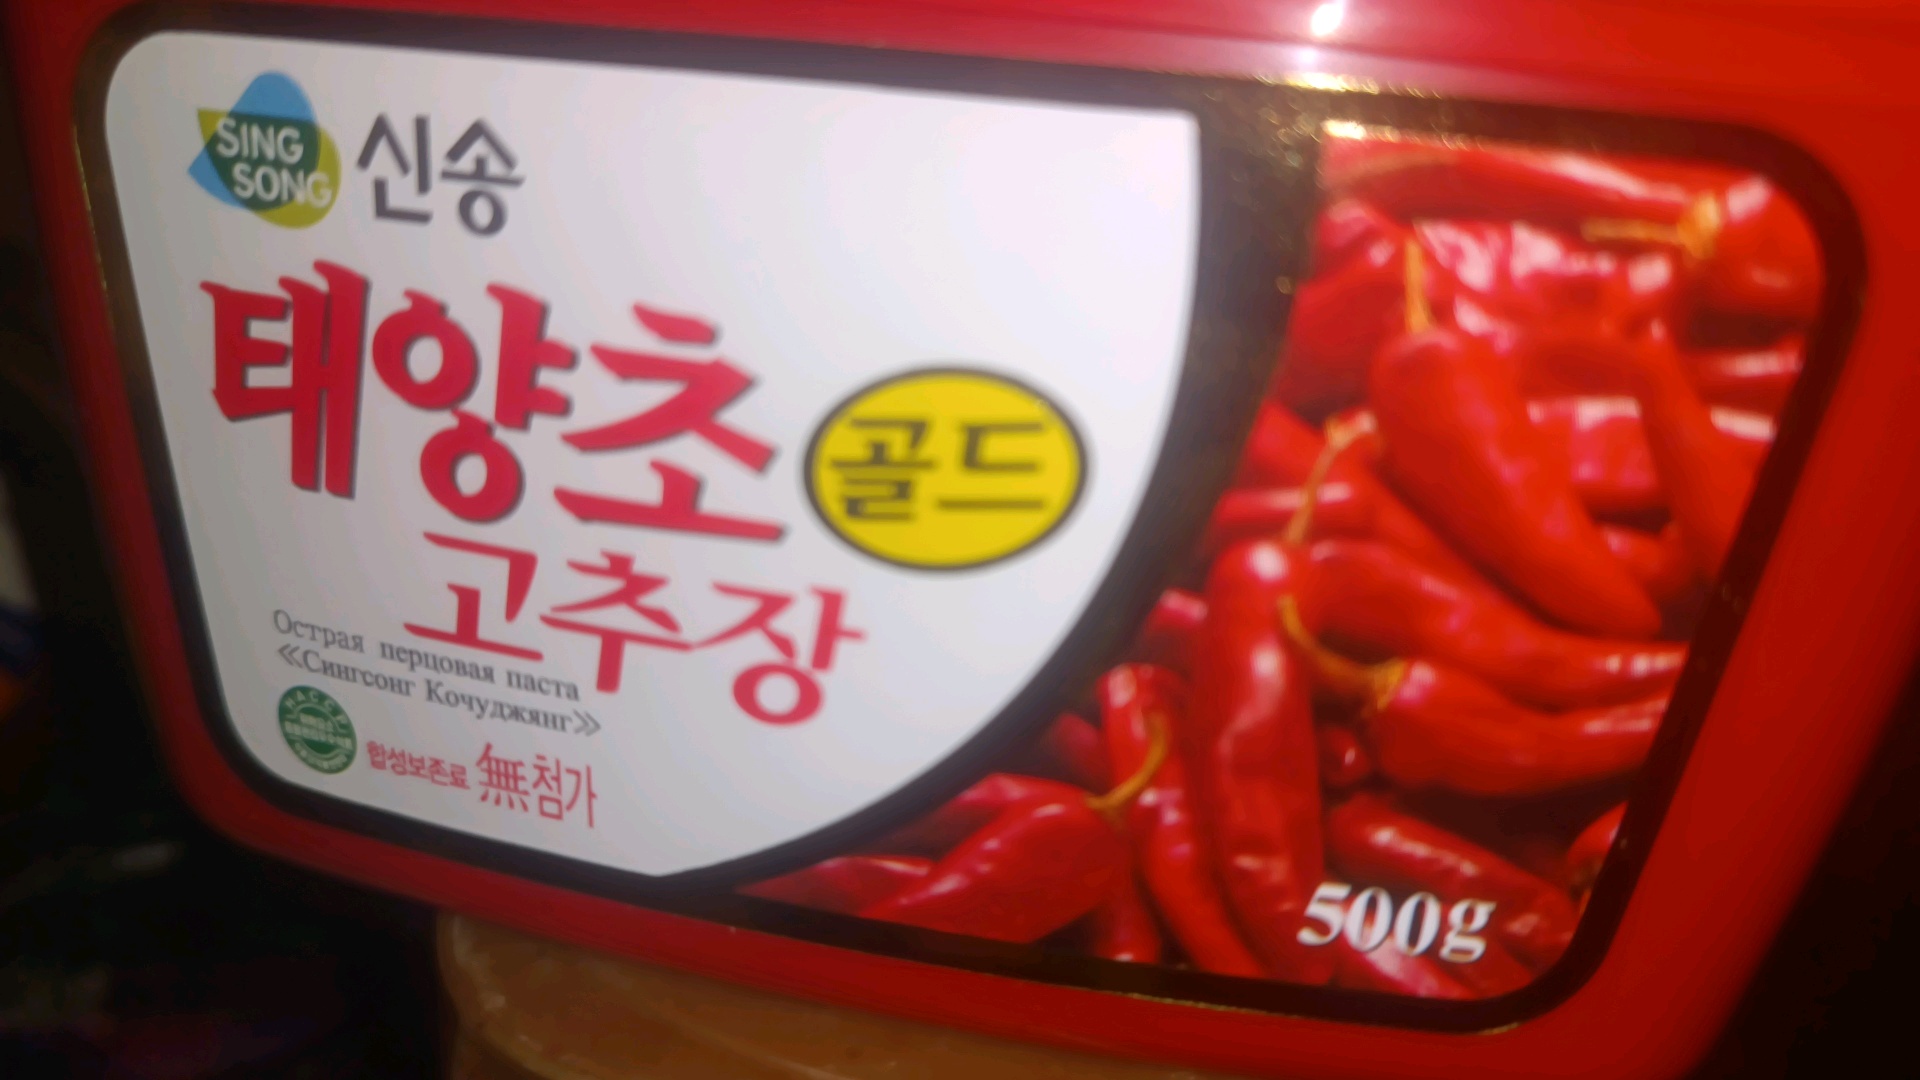 SING
SONG
신송
태양초
골드
고추장
Острая перцовая паста
«Сингсонг Кочуджянг»
HACCP
합성보존료 無첨가
500g